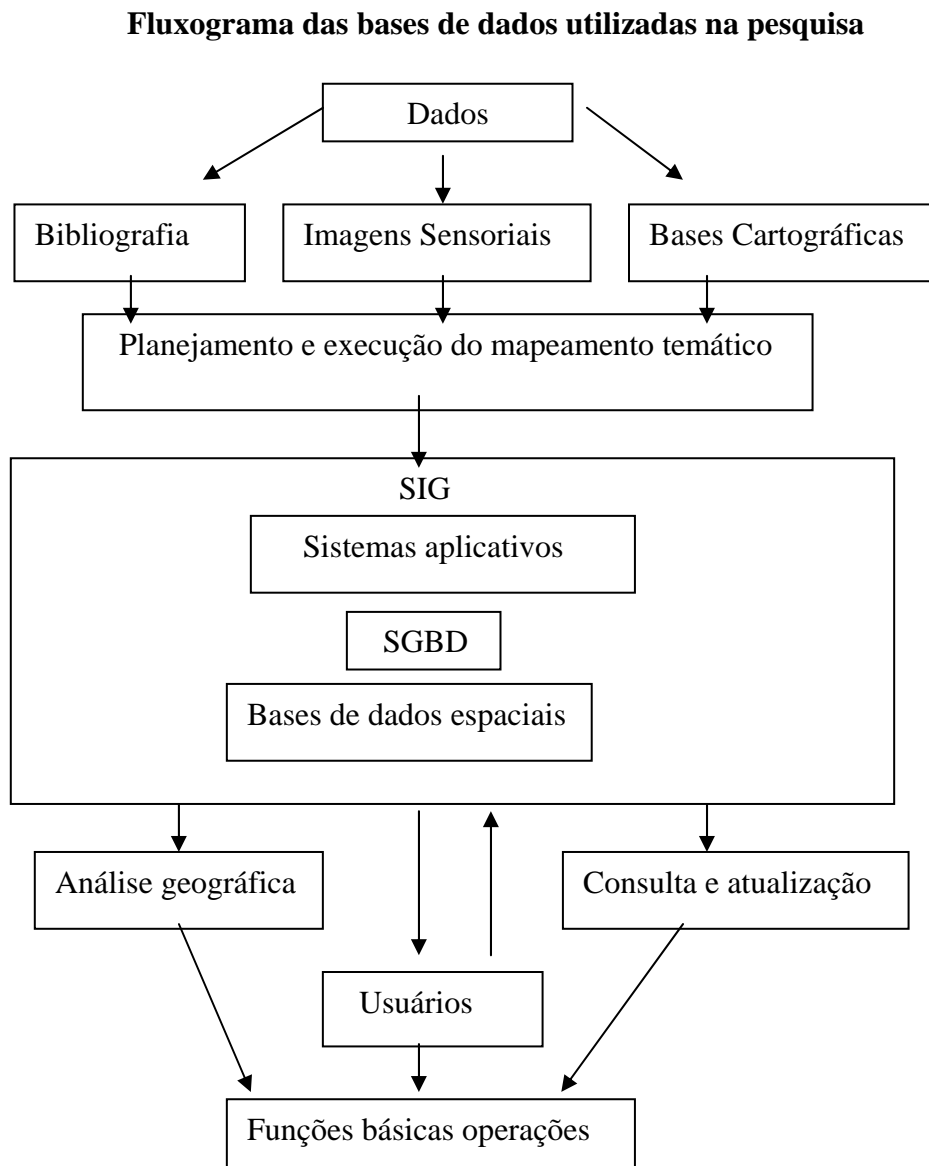 Fluxograma das bases de dados utilizadas na pesquisa
Dados
Bibliografia
Imagens Sensoriais
Bases Cartográficas
Planejamento e execução do mapeamento temático
SIG
Sistemas aplicativos
SGBD
Bases de dados espaciais
Análise geográfica
Consulta e atualização
Usuários
Funções básicas operações